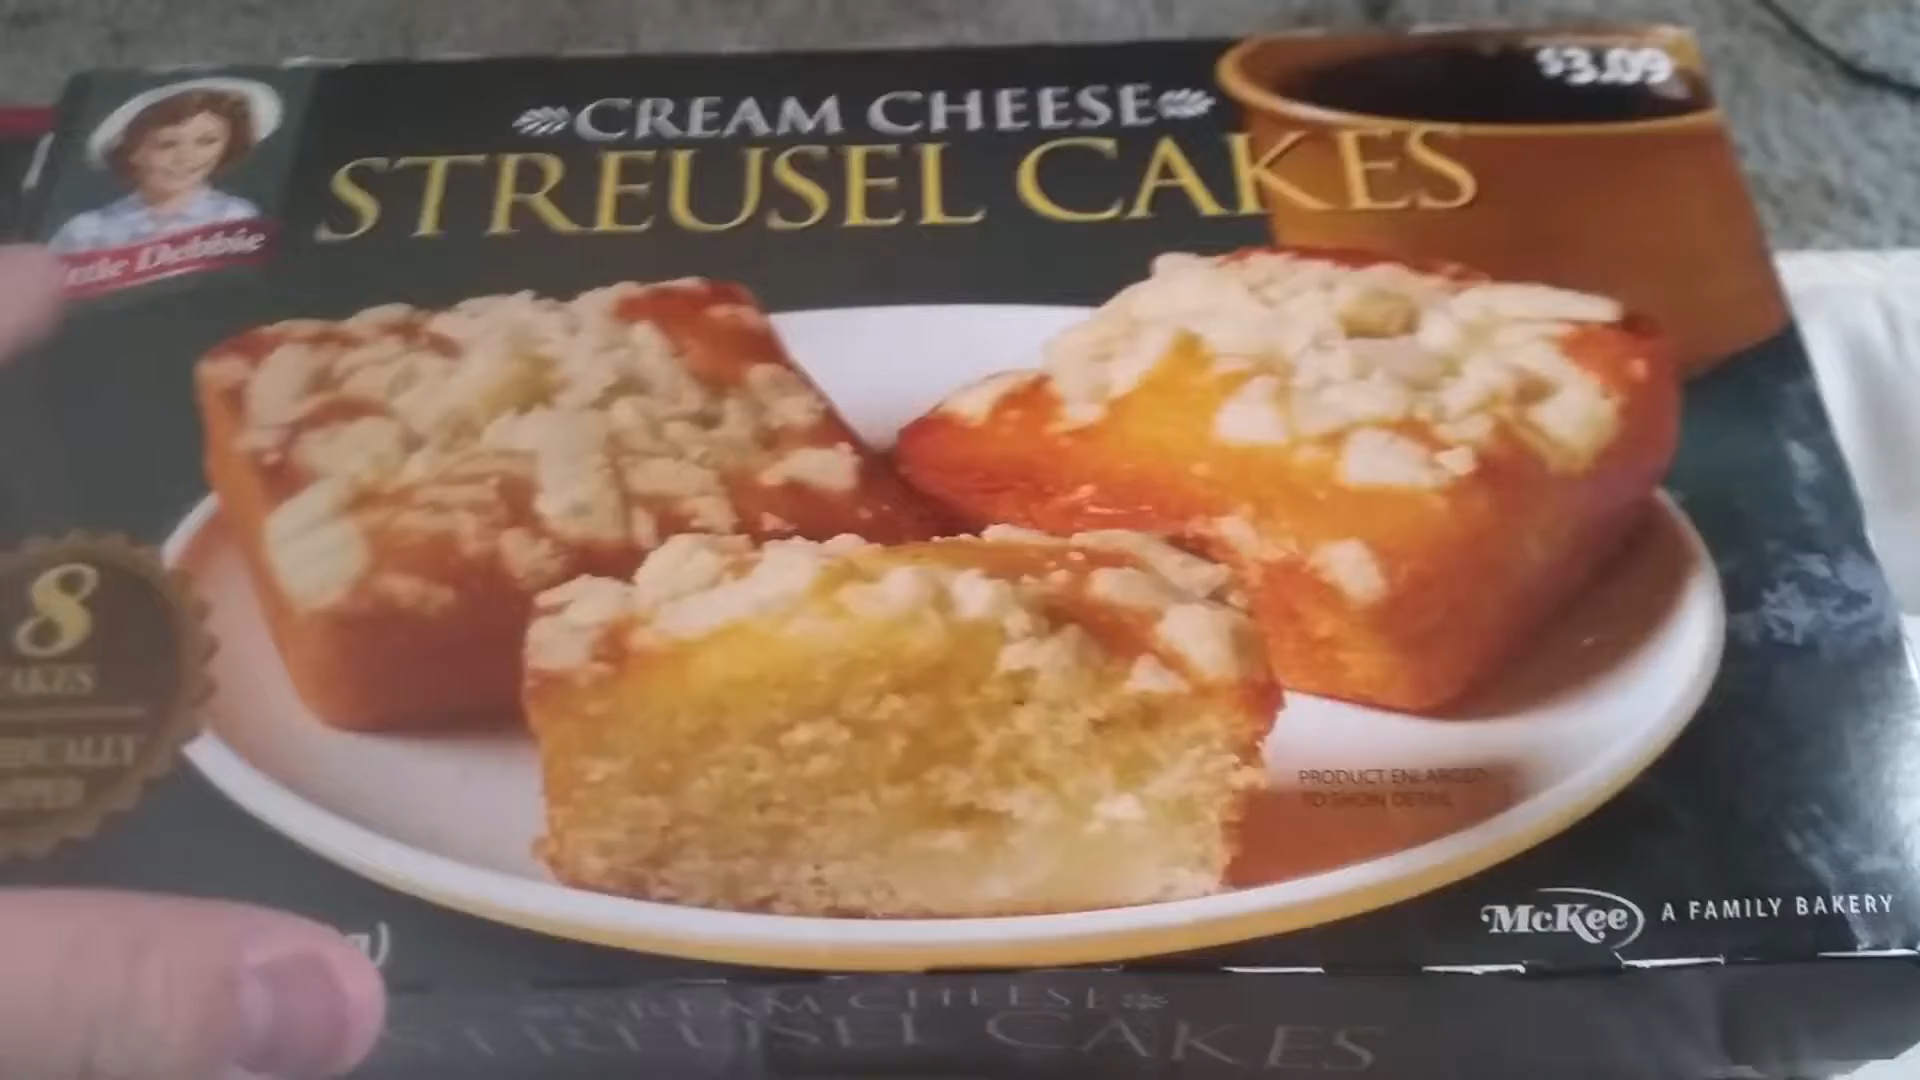 $3.09
CREAM CHEESE
STREUSEL CAKES
Little Debbie
8
CAKES
PRODUCT ENLARGED
TO SHOW DETAIL
McKee A FAMILY BAKERY
CREAM CHEESE
STREUSEL CAKES